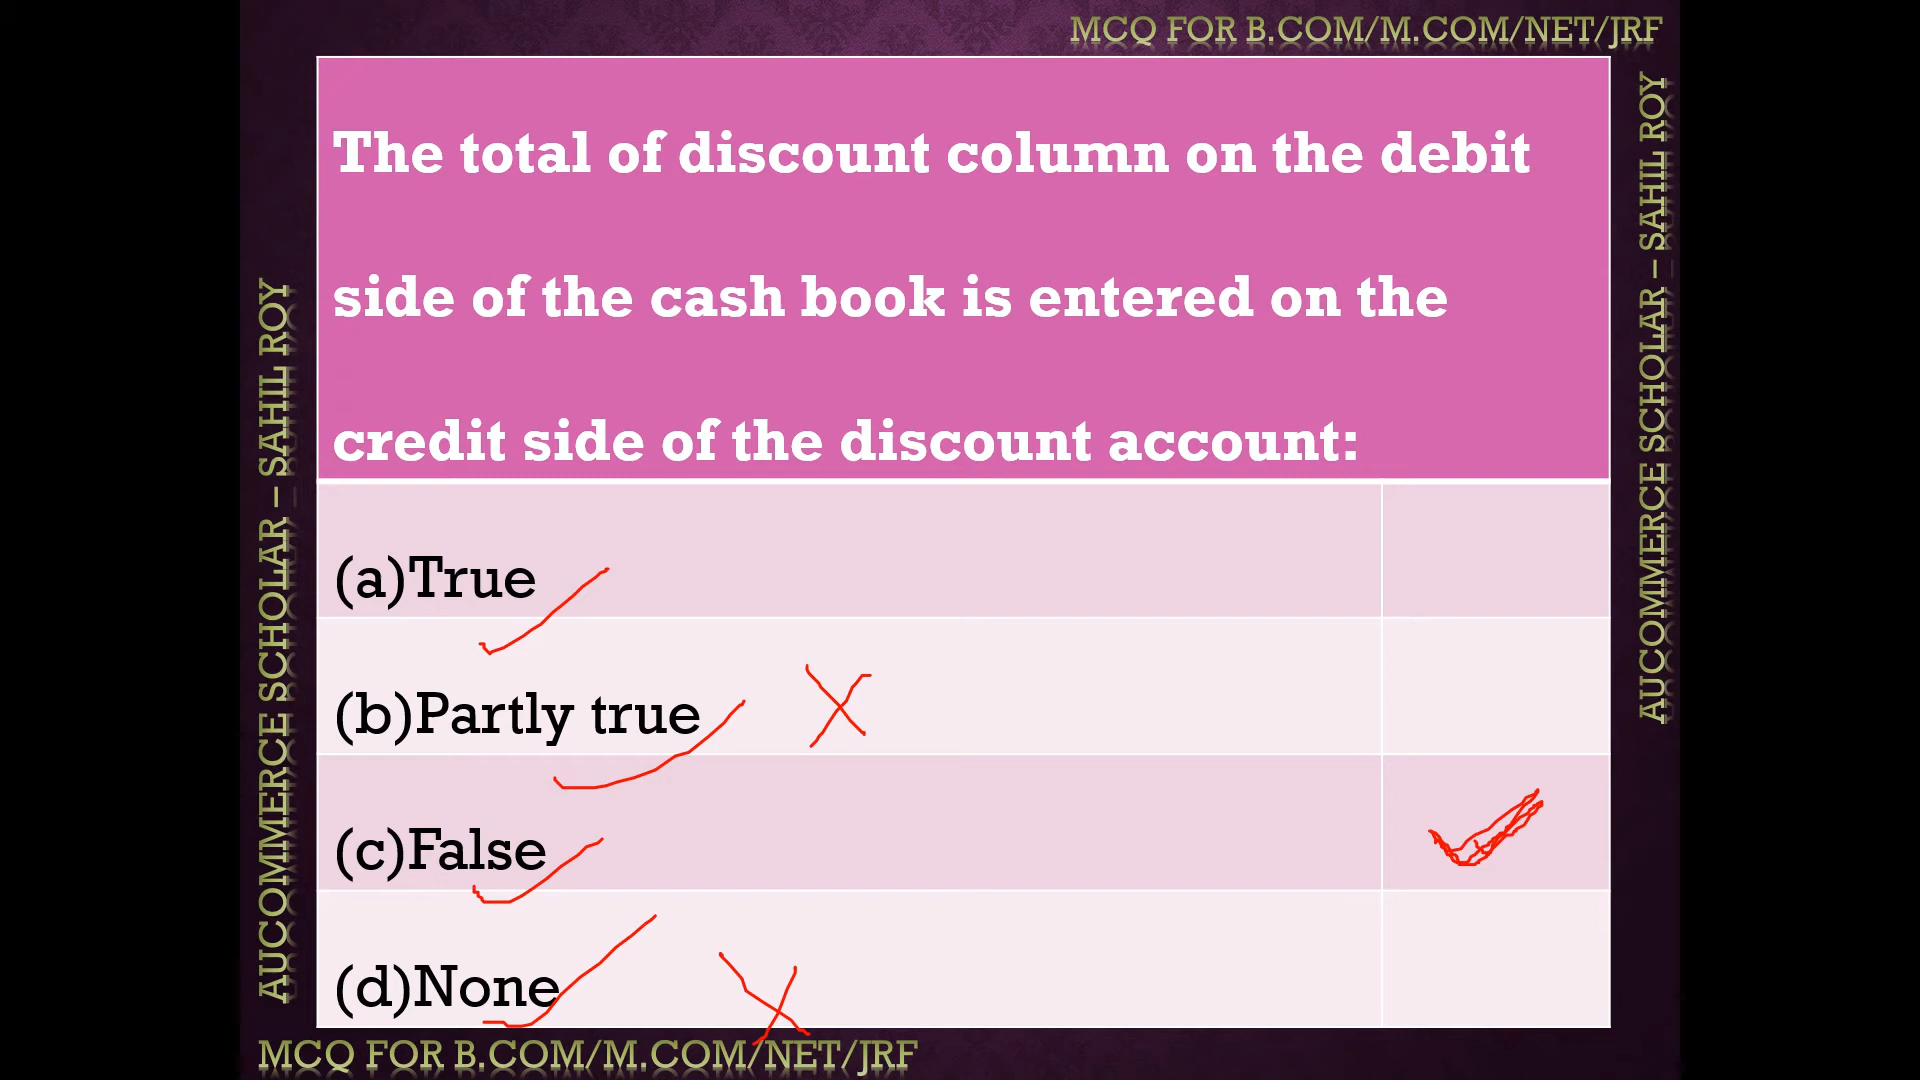 MCQ FOR B.COM/M.COM/NET/JRF
The total of discount column on the debit
side of the cash book is entered on the
credit side of the discount account:
(a)True
(b)Partly true
(c)False
(d)None
AUCOMMERCE SCHOLAR – SAHIL ROY
AUCOMMERCE SCHOLAR – SAHIL ROY
MCQ FOR B.COM/M.COM/NET/JRF